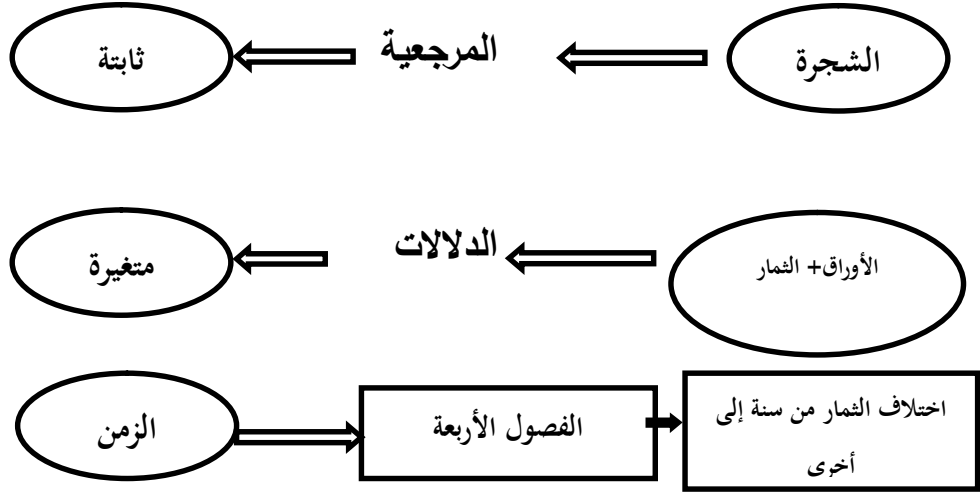 الشجرة المرجعية ثابتة
الأوراق+ الثمار الدلالات متغيرة
الزمن الفصول الأربعة اختلاف الثمار من سنة إلى
أخرى